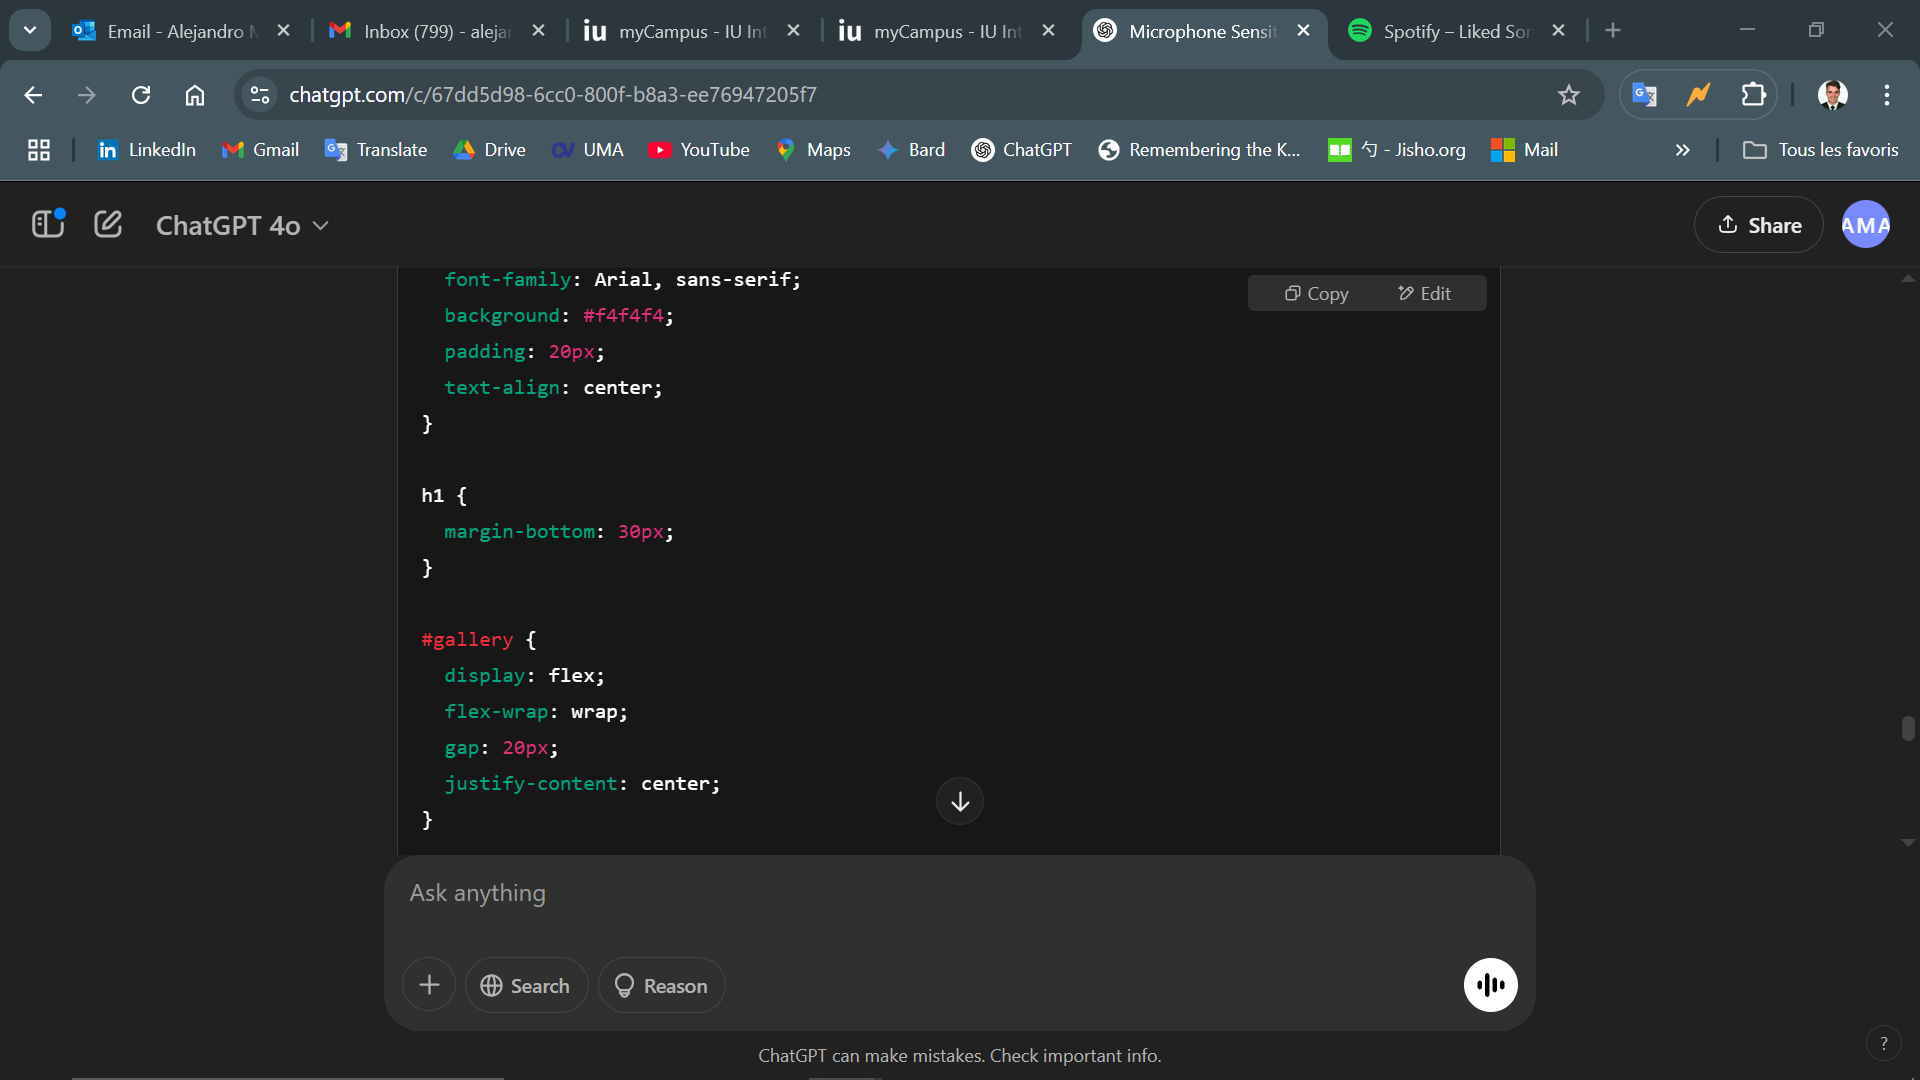 Email - Alejandro M
Inbox (799) - alejar
iu myCampus - IU Int
iu myCampus - IU Int
Microphone Sensit
Spotify – Liked Son
chatgpt.com/c/67dd5d98-6cc0-800f-b8a3-ee76947205f7
LinkedIn
Gmail
Translate
Drive
UMA
YouTube
Maps
Bard
ChatGPT
Remembering the K...
勺 - Jisho.org
Mail
Tous les favoris
ChatGPT 4o
Share
AMA
font-family: Arial, sans-serif;
Copy
Edit
background: #f4f4f4;
padding: 20px;
text-align: center;
}
h1 {
margin-bottom: 30px;
}
#gallery {
display: flex;
flex-wrap: wrap;
gap: 20px;
justify-content: center;
}
Ask anything
Search
Reason
ChatGPT can make mistakes. Check important info.
?